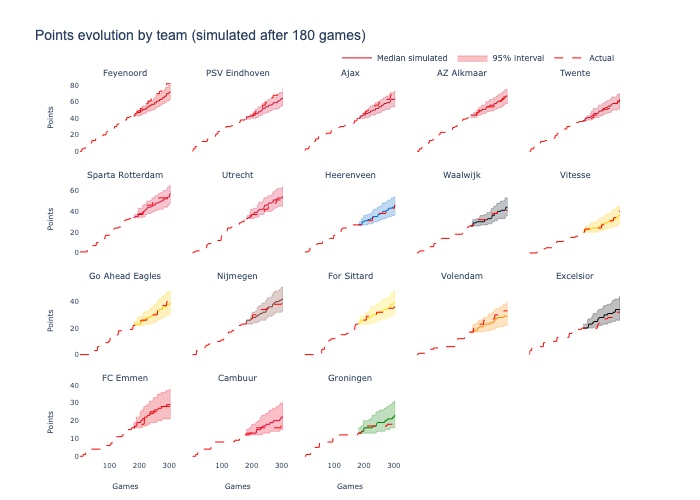 Points evolution by team (simulated after 180 games)
Median simulated 95% interval Actual
Feyenoord PSV Eindhoven Ajax AZ Alkmaar Twente
80
60
40
20
0
Points
Sparta Rotterdam Utrecht Heerenveen Waalwijk Vitesse
60
40
20
0
Points
Go Ahead Eagles Nijmegen For Sittard Volendam Excelsior
40
20
0
Points
FC Emmen Cambuur Groningen
40
30
20
10
0
Points
100 200 300 100 200 300 100 200 300
Games Games Games